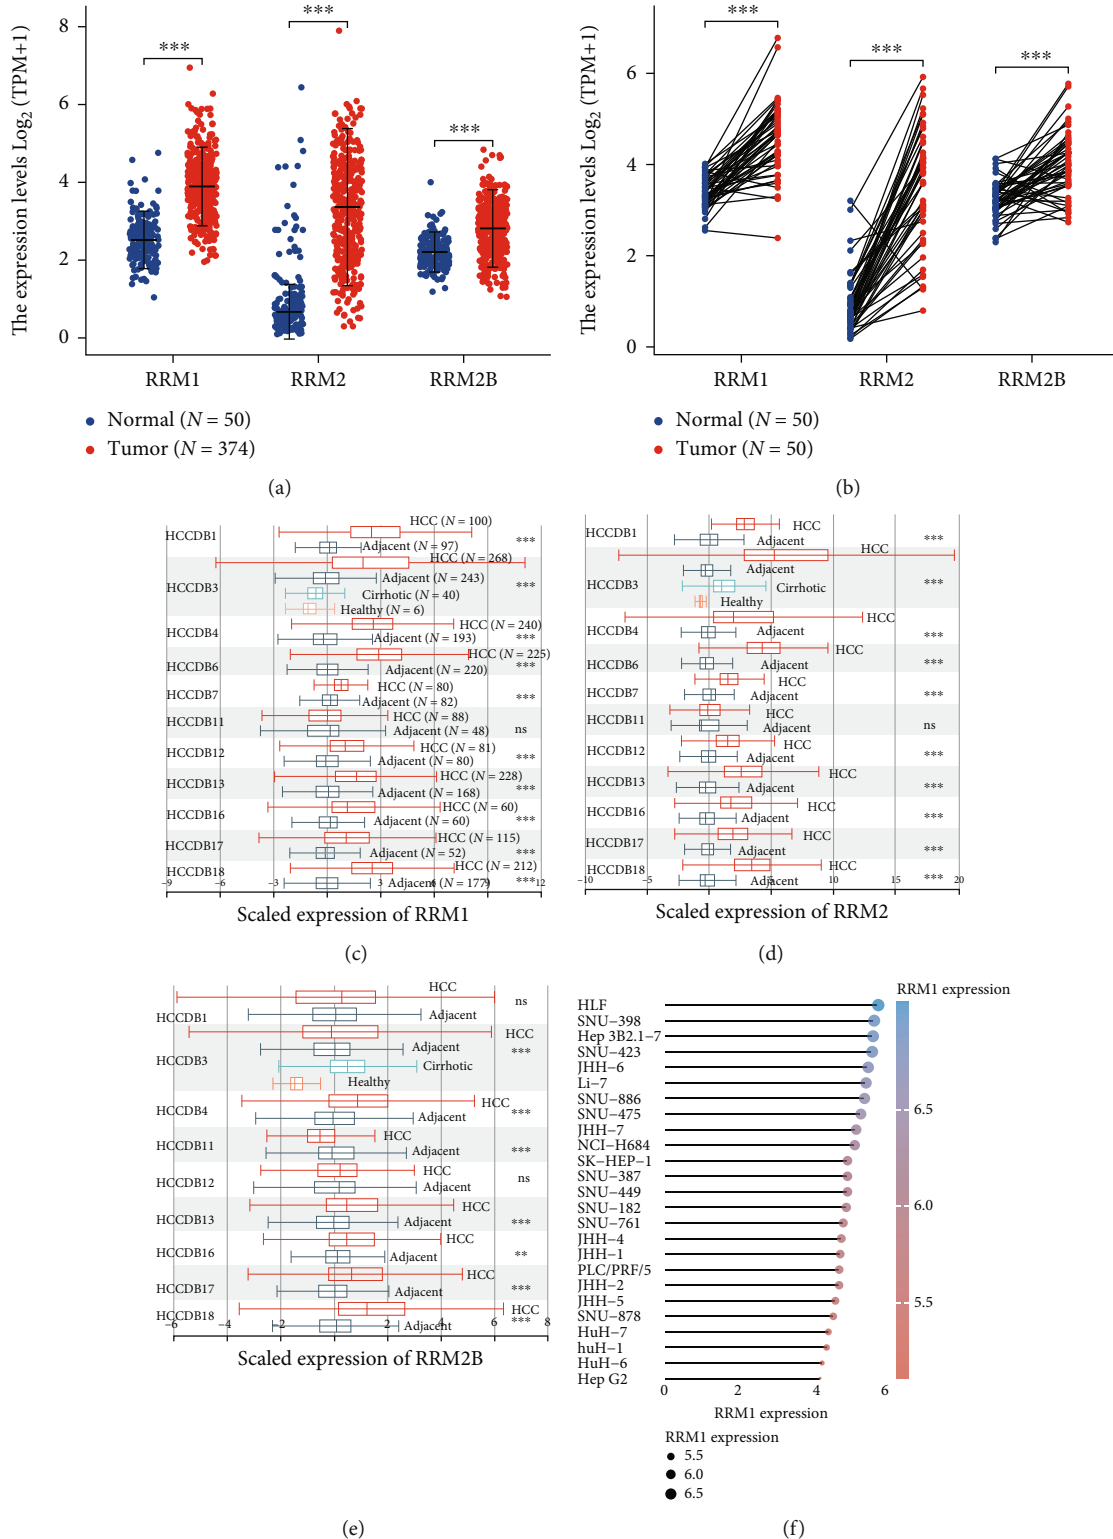 The expression levels Log2 (TPM+1)
8
6
4
2
0
***
***
***
RRM1
RRM2
RRM2B
Normal (N = 50)
Tumor (N = 374)
(a)
The expression levels Log2 (TPM+1)
6
4
2
0
***
***
***
RRM1
RRM2
RRM2B
Normal (N = 50)
Tumor (N = 50)
(b)
HCCDB1
HCC (N = 100)
Adjacent (N = 97)
***
HCCDB3
HCC (N = 268)
Adjacent (N = 243)
Cirrhotic (N = 40)
Healthy (N = 6)
***
HCCDB4
HCC (N = 240)
Adjacent (N = 193)
***
HCCDB6
HCC (N = 225)
Adjacent (N = 220)
***
HCCDB7
HCC (N = 80)
Adjacent (N = 82)
***
HCCDB11
HCC (N = 88)
Adjacent (N = 48)
ns
HCCDB12
HCC (N = 81)
Adjacent (N = 80)
***
HCCDB13
HCC (N = 228)
Adjacent (N = 168)
***
HCCDB16
HCC (N = 60)
Adjacent (N = 60)
***
HCCDB17
HCC (N = 115)
Adjacent (N = 52)
***
HCCDB18
HCC (N = 212)
Adjacent (N = 177)
***
−9 −6 −3 0 3 6 9 12
Scaled expression of RRM1
(c)
HCCDB1
HCC
Adjacent
***
HCCDB3
HCC
Adjacent
Cirrhotic
Healthy
***
HCCDB4
HCC
Adjacent
***
HCCDB6
HCC
Adjacent
***
HCCDB7
HCC
Adjacent
***
HCCDB11
HCC
Adjacent
ns
HCCDB12
HCC
Adjacent
***
HCCDB13
HCC
Adjacent
***
HCCDB16
HCC
Adjacent
***
HCCDB17
HCC
Adjacent
***
HCCDB18
HCC
Adjacent
***
−10 −5 0 5 10 15 20
Scaled expression of RRM2
(d)
HCCDB1
HCC
Adjacent
ns
HCCDB3
HCC
Adjacent
Cirrhotic
Healthy
***
HCCDB4
HCC
Adjacent
***
HCCDB11
HCC
Adjacent
***
HCCDB12
HCC
Adjacent
ns
HCCDB13
HCC
Adjacent
***
HCCDB16
HCC
Adjacent
**
HCCDB17
HCC
Adjacent
***
HCCDB18
HCC
Adjacent
***
−6 −4 −2 0 2 4 6 8
Scaled expression of RRM2B
(e)
HLF
SNU−398
Hep 3B2.1−7
SNU−423
JHH−6
Li−7
SNU−886
SNU−475
JHH−7
NCI−H684
SK−HEP−1
SNU−387
SNU−449
SNU−182
SNU−761
JHH−4
JHH−1
PLC/PRF/5
JHH−2
JHH−5
SNU−878
HuH−7
huH−1
HuH−6
Hep G2
0 2 4 6
RRM1 expression
RRM1 expression
6.5
6.0
5.5
RRM1 expression
5.5
6.0
6.5
(f)